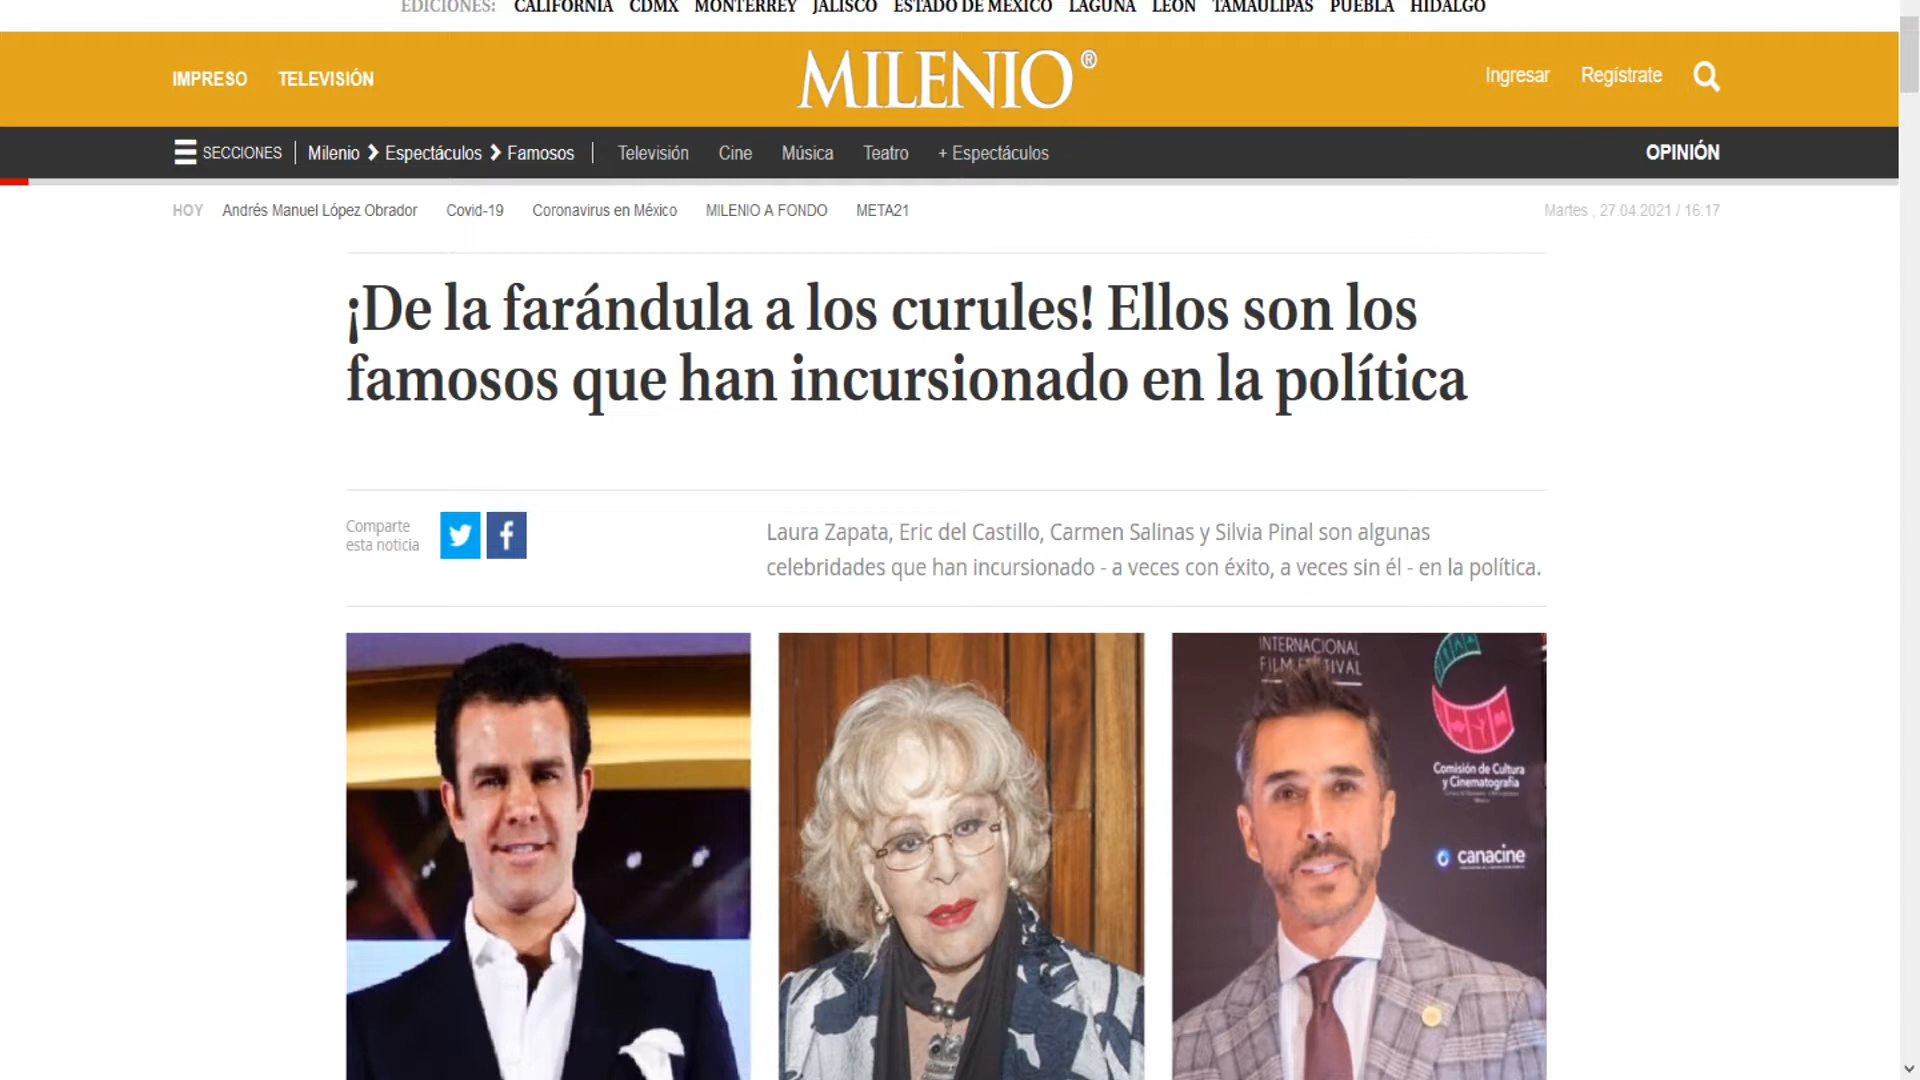 EDICIONES: CALIFORNIA CDMX MONTERREY JALISCO ESTADO DE MÉXICO LAGUNA LEÓN TAMAULIPAS PUEBLA HIDALGO
IMPRESO TELEVISIÓN MILENIO® Ingresar Regístrate
SECCIONES Milenio Espectáculos Famosos Televisión Cine Música Teatro + Espectáculos OPINIÓN
HOY Andrés Manuel López Obrador Covid-19 Coronavirus en México MILENIO A FONDO META21 Martes , 27.04.2021 / 16:17
¡De la farándula a los curules! Ellos son los
famosos que han incursionado en la política
Comparte
esta noticia
Laura Zapata, Eric del Castillo, Carmen Salinas y Silvia Pinal son algunas
celebridades que han incursionado - a veces con éxito, a veces sin él - en la política.
INTERNACIONAL
FILM FESTIVAL
Comisión de Cultura
y Cinematografía
canacine